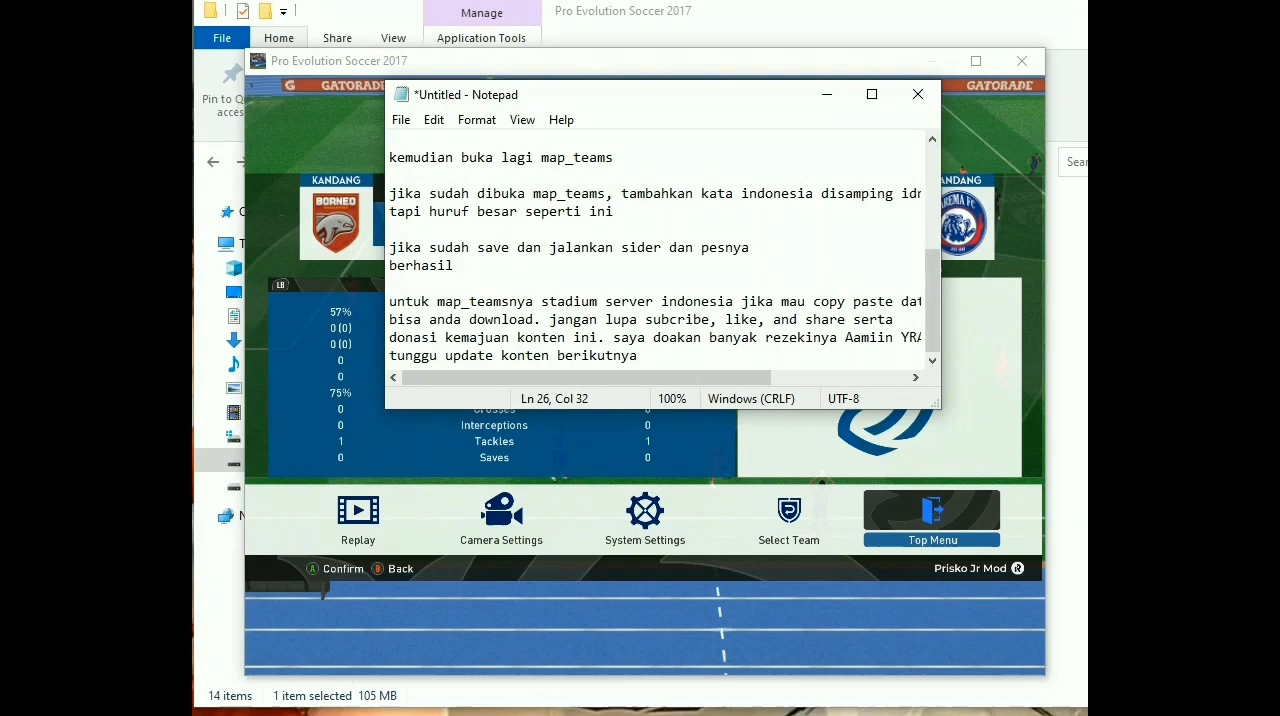 Manage
Pro Evolution Soccer 2017
File Home Share View Application Tools
Pro Evolution Soccer 2017
G GATORADE
GATORADE
Pin to
access
*Untitled - Notepad
File Edit Format View Help
kemudian buka lagi map_teams
jika sudah dibuka map_teams, tambahkan kata indonesia disamping idn
tapi huruf besar seperti ini
jika sudah save dan jalankan sider dan pesnya
berhasil
untuk map_teamsnya stadium server indonesia jika mau copy paste dat
bisa anda download. jangan lupa subcribe, like, and share serta
donasi kemajuan konten ini. saya doakan banyak rezekinya Aamiin YRA
tunggu update konten berikutnya
Ln 26, Col 32 100% Windows (CRLF) UTF-8
KANDANG
BORNEO
KANDANG
AREMA FC
LB
57%
0 (0)
0 (0)
0
0
75%
0 Crosses 0
0 Interceptions 0
1 Tackles 1
0 Saves 0
Replay Camera Settings System Settings Select Team Top Menu
A Confirm B Back
Prisko Jr Mod R
14 items 1 item selected 105 MB